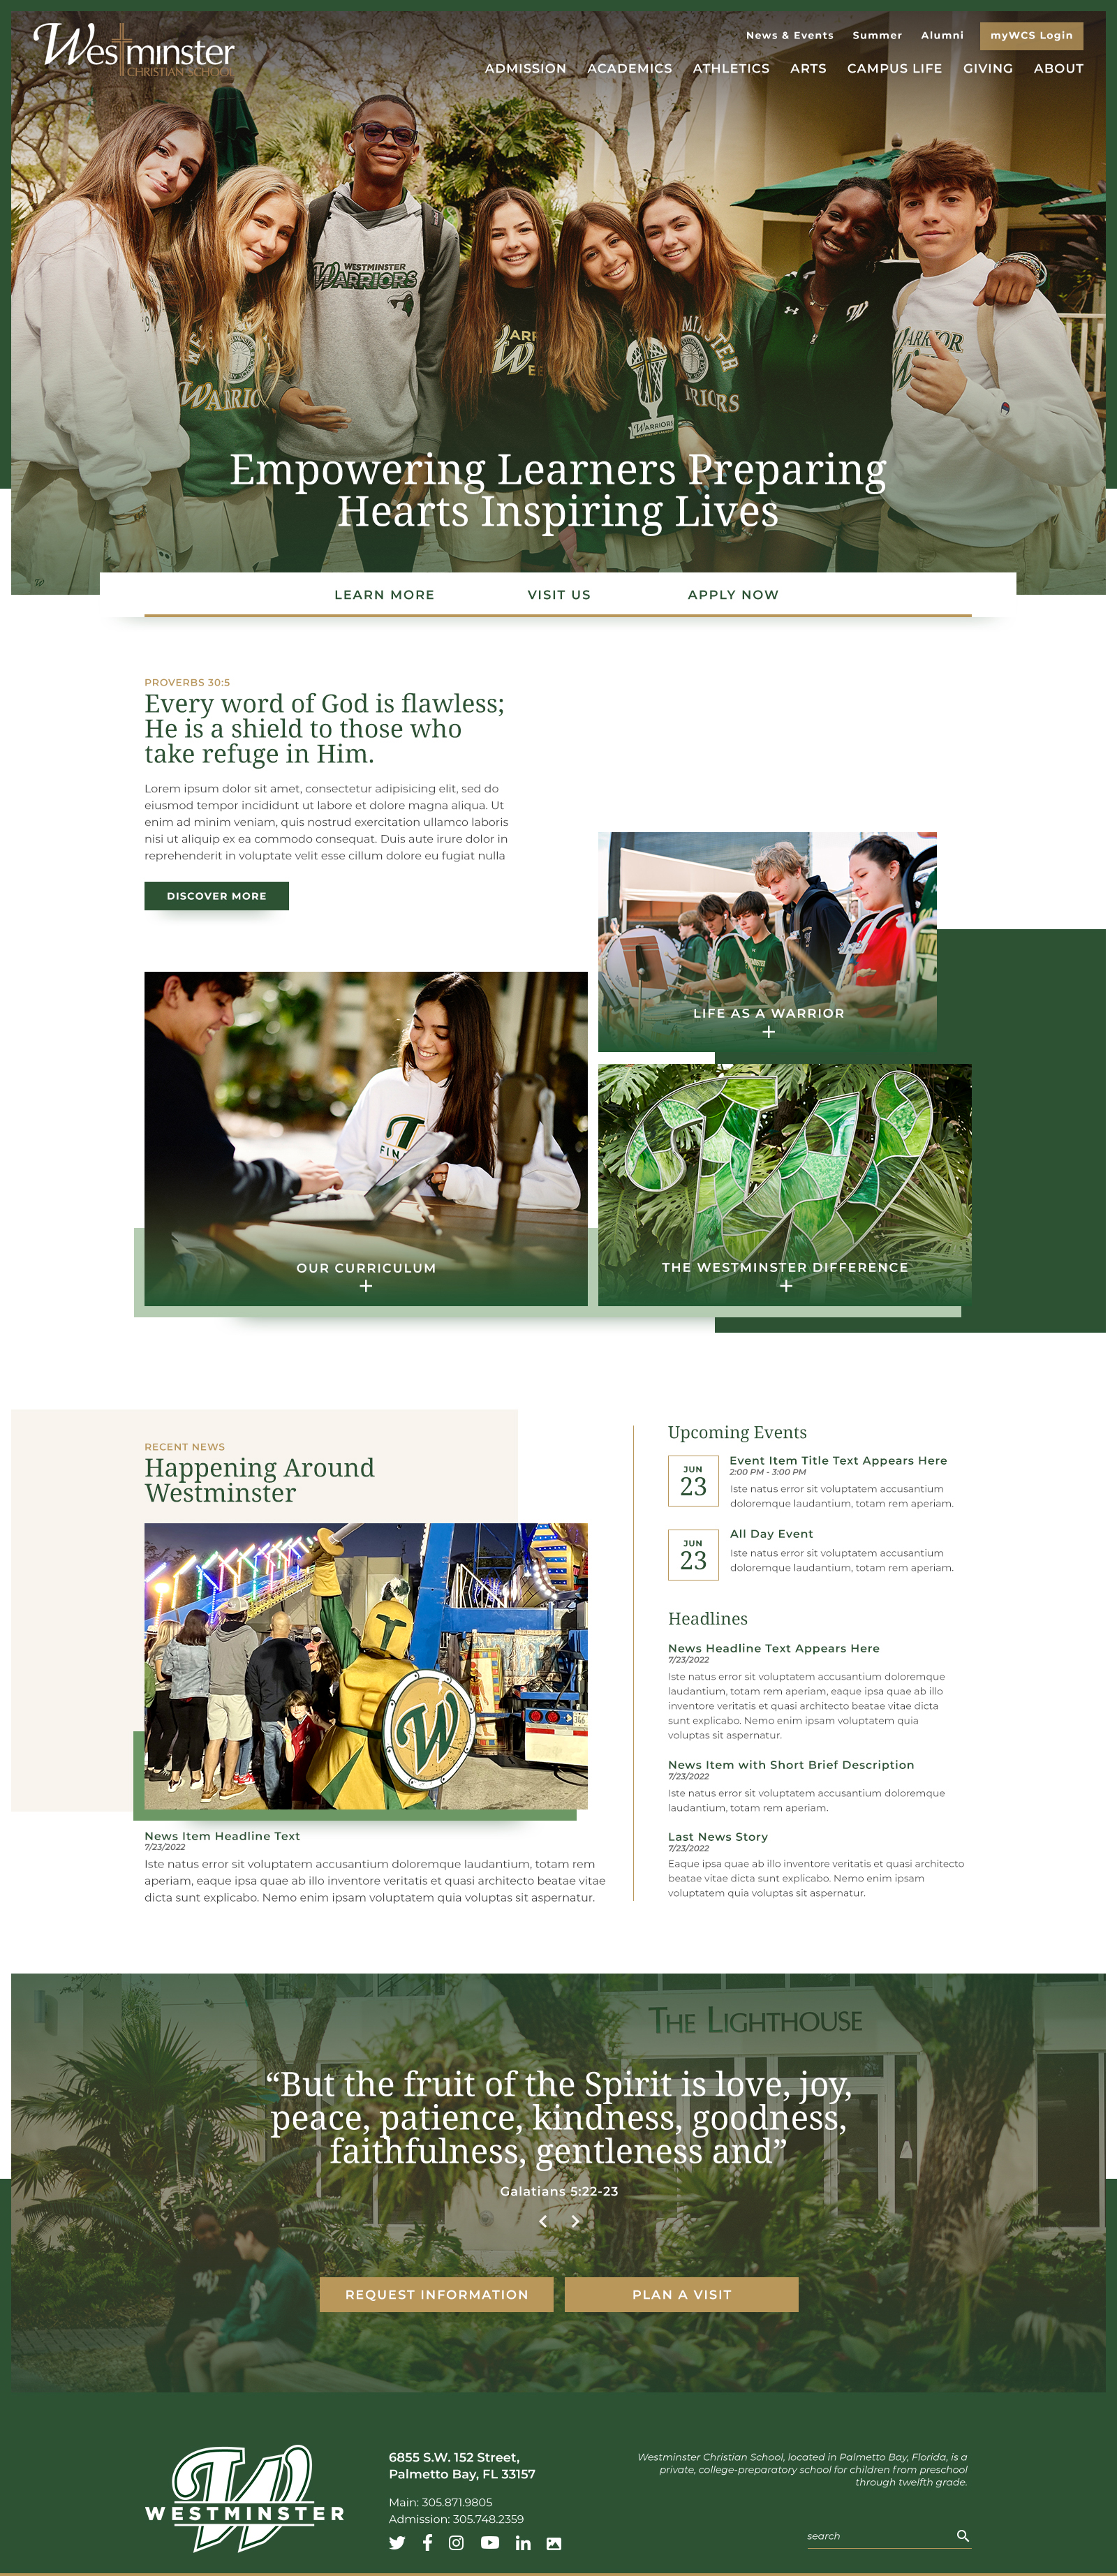 Westminster
CHRISTIAN SCHOOL
News & Events Summer Alumni myWCS Login
ADMISSION ACADEMICS ATHLETICS ARTS CAMPUS LIFE GIVING ABOUT
WESTMINSTER
WARRIORS
WARRIORS
Empowering Learners Preparing
Hearts Inspiring Lives
LEARN MORE VISIT US APPLY NOW
PROVERBS 30:5
Every word of God is flawless;
He is a shield to those who
take refuge in Him.
Lorem ipsum dolor sit amet, consectetur adipisicing elit, sed do
eiusmod tempor incididunt ut labore et dolore magna aliqua. Ut
enim ad minim veniam, quis nostrud exercitation ullamco laboris
nisi ut aliquip ex ea commodo consequat. Duis aute irure dolor in
reprehenderit in voluptate velit esse cillum dolore eu fugiat nulla
DISCOVER MORE
LIFE AS A WARRIOR
+
OUR CURRICULUM
+
THE WESTMINSTER DIFFERENCE
+
RECENT NEWS
Happening Around
Westminster
W
News Item Headline Text
7/23/2022
Iste natus error sit voluptatem accusantium doloremque laudantium, totam rem
aperiam, eaque ipsa quae ab illo inventore veritatis et quasi architecto beatae vitae
dicta sunt explicabo. Nemo enim ipsam voluptatem quia voluptas sit aspernatur.
Upcoming Events
JUN
23
Event Item Title Text Appears Here
2:00 PM - 3:00 PM
Iste natus error sit voluptatem accusantium
doloremque laudantium, totam rem aperiam.
JUN
23
All Day Event
Iste natus error sit voluptatem accusantium
doloremque laudantium, totam rem aperiam.
Headlines
News Headline Text Appears Here
7/23/2022
Iste natus error sit voluptatem accusantium doloremque
laudantium, totam rem aperiam, eaque ipsa quae ab illo
inventore veritatis et quasi architecto beatae vitae dicta
sunt explicabo. Nemo enim ipsam voluptatem quia
voluptas sit aspernatur.
News Item with Short Brief Description
7/23/2022
Iste natus error sit voluptatem accusantium doloremque
laudantium, totam rem aperiam.
Last News Story
7/23/2022
Eaque ipsa quae ab illo inventore veritatis et quasi architecto
beatae vitae dicta sunt explicabo. Nemo enim ipsam
voluptatem quia voluptas sit aspernatur.
THE LIGHTHOUSE
“But the fruit of the Spirit is love, joy,
peace, patience, kindness, goodness,
faithfulness, gentleness and”
Galatians 5:22-23
REQUEST INFORMATION PLAN A VISIT
W
WESTMINSTER
6855 S.W. 152 Street,
Palmetto Bay, FL 33157
Main: 305.871.9805
Admission: 305.748.2359
Westminster Christian School, located in Palmetto Bay, Florida, is a
private, college-preparatory school for children from preschool
through twelfth grade.
search